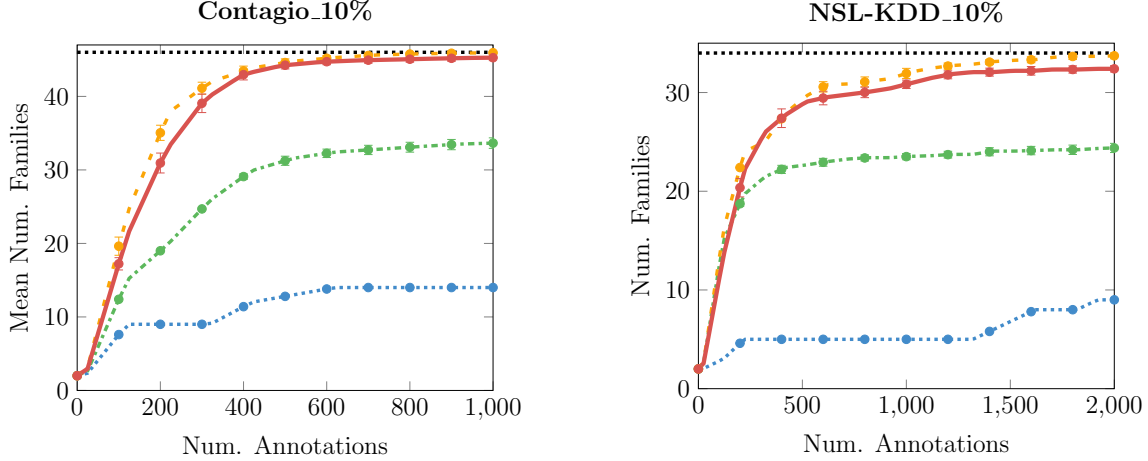 Contagio_10%
Mean Num. Families
40
30
20
10
0
0 200 400 600 800 1,000
Num. Annotations
NSL-KDD_10%
Num. Families
30
20
10
0
0 500 1,000 1,500 2,000
Num. Annotations